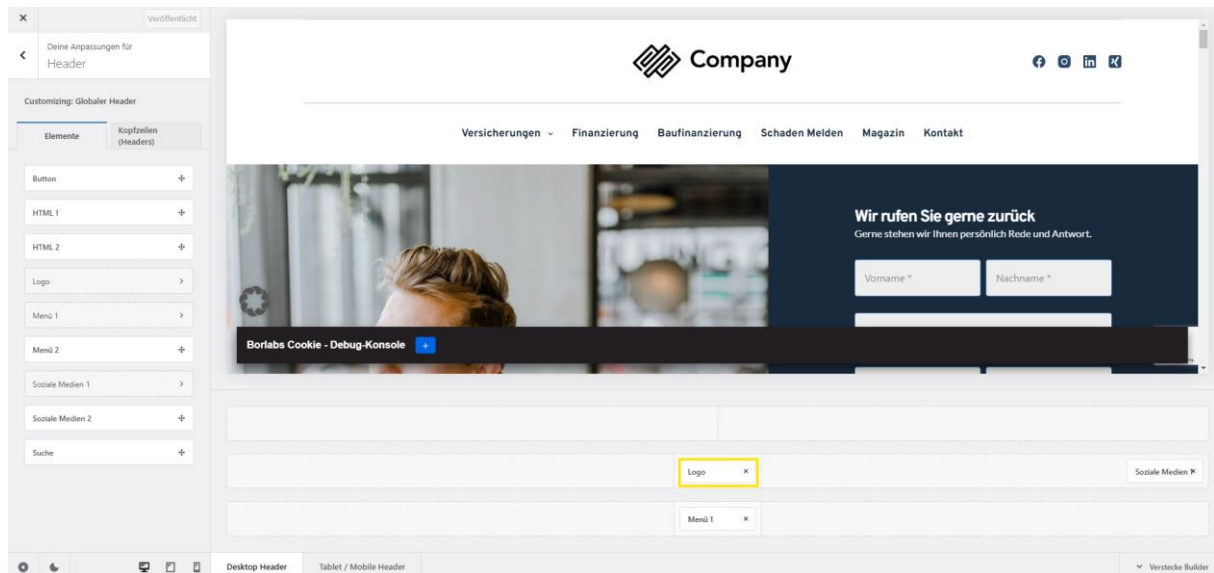 Veröffentlicht
Deine Anpassungen für
Header
Customizing: Globaler Header
Elemente
Kopfzeilen
(Headers)
Button
HTML 1
HTML 2
Logo
Menü 1
Menü 2
Soziale Medien 1
Soziale Medien 2
Suche
Company
Versicherungen Finanzierung Baufinanzierung Schaden Melden Magazin Kontakt
Wir rufen Sie gerne zurück
Gerne stehen wir Ihnen persönlich Rede und Antwort.
Vorname * Nachname *
Borlabs Cookie - Debug-Konsole +
Logo
Soziale Medien
Menü 1
Desktop Header Tablet / Mobile Header Verstecke Builder